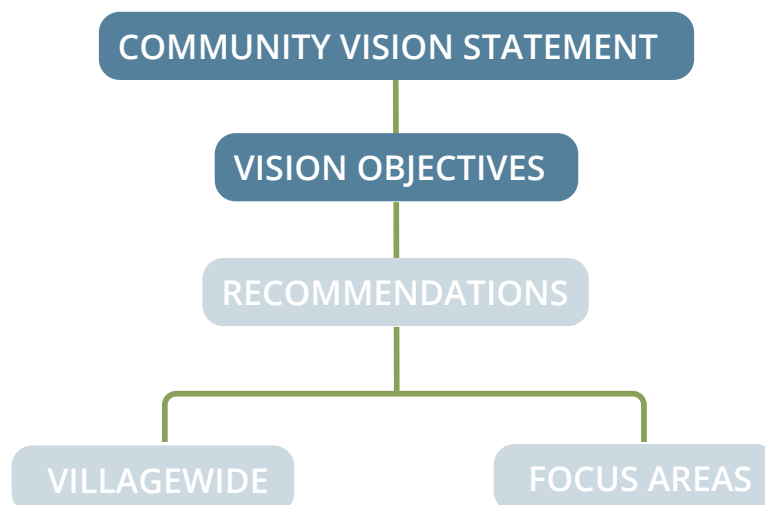 COMMUNITY VISION STATEMENT
VISION OBJECTIVES
RECOMMENDATIONS
VILLAGEWIDE
FOCUS AREAS